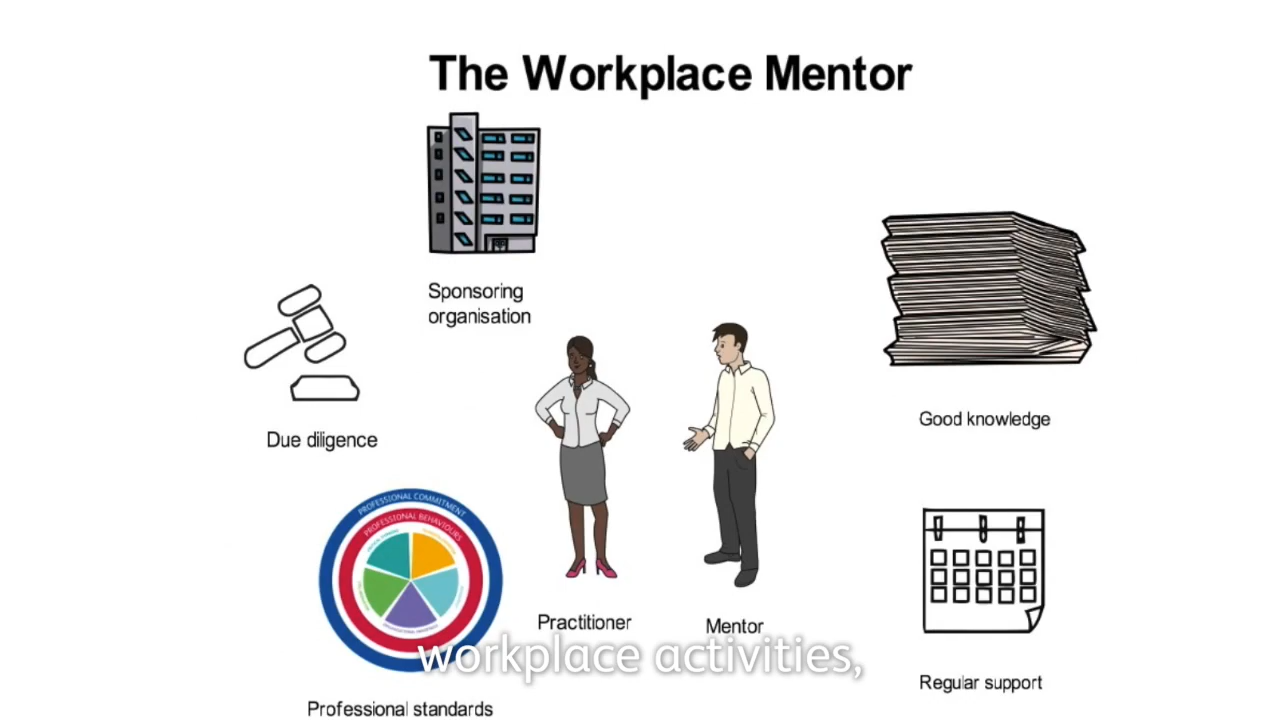 The Workplace Mentor
Sponsoring
organisation
Due diligence
Good knowledge
PROFESSIONAL COMMITMENT
PROFESSIONAL BEHAVIOURS
Practitioner
Mentor
workplace activities,
Regular support
Professional standards